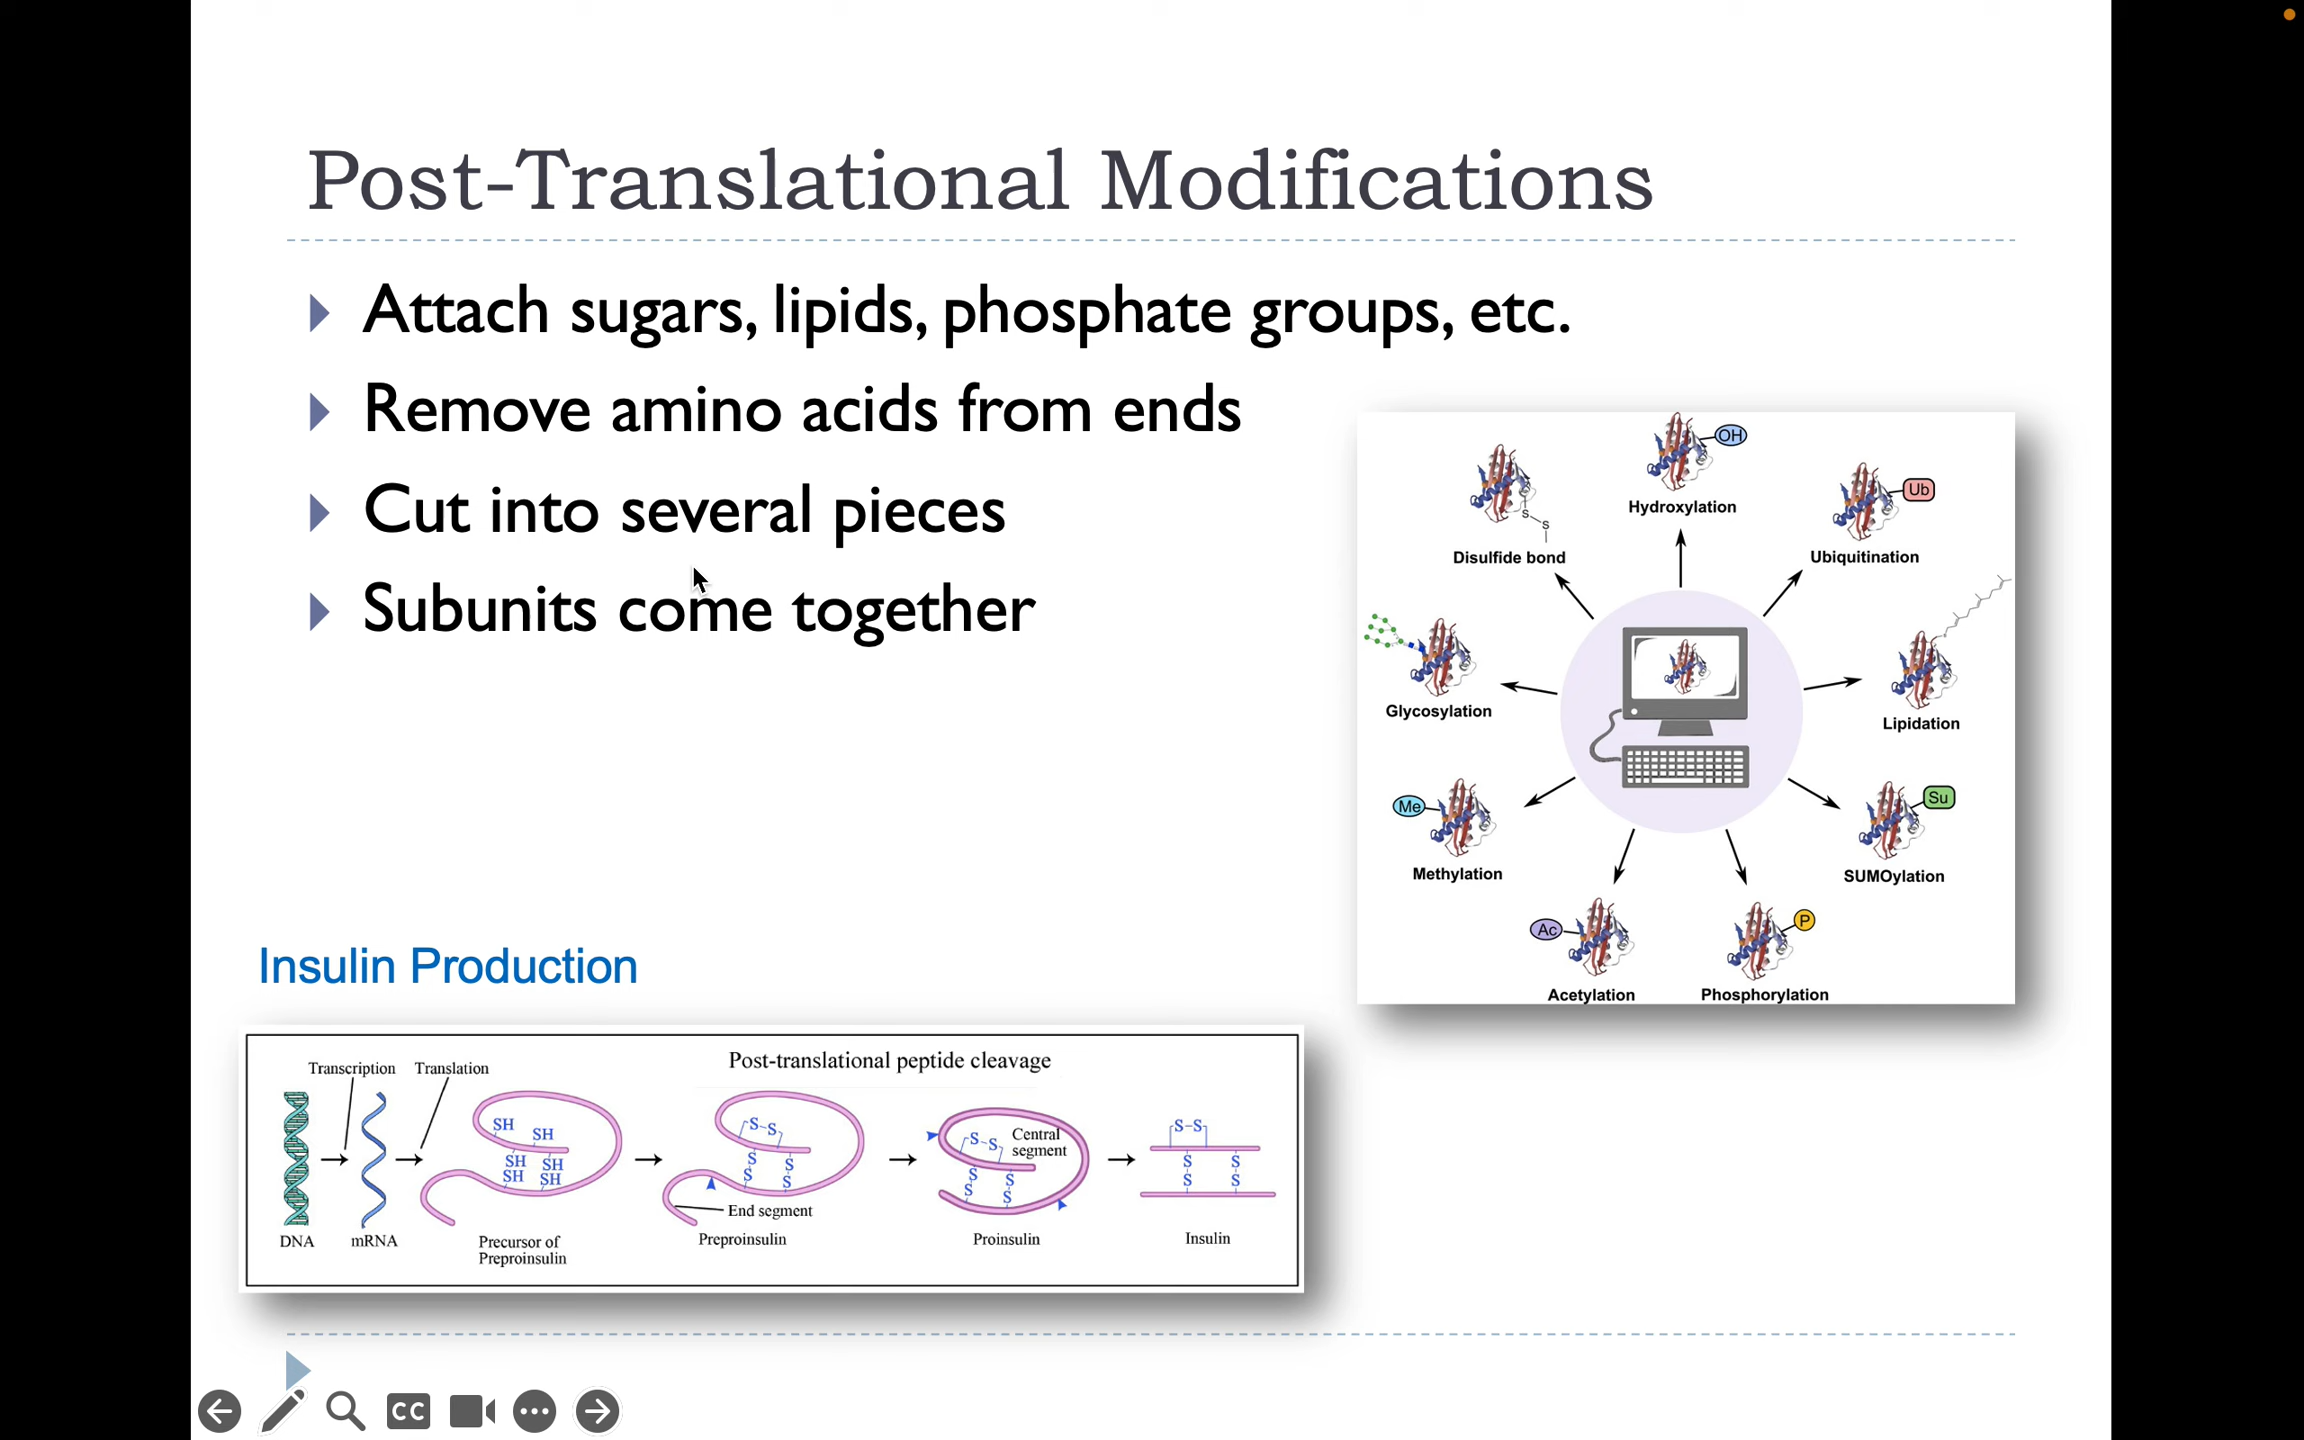 Post-Translational Modifications
Attach sugars, lipids, phosphate groups, etc.
Remove amino acids from ends
Cut into several pieces
Subunits come together
OH
Hydroxylation
Ub
Ubiquitination
S
S
Disulfide bond
Glycosylation
Lipidation
Me
Methylation
Su
SUMOylation
Ac
Acetylation
P
Phosphorylation
Insulin Production
Post-translational peptide cleavage
Transcription
Translation
DNA
mRNA
SH
SH
SH SH
SH SH
Precursor of
Preproinsulin
S-S
S
S
S
S
End segment
Preproinsulin
S-S
Central
segment
S
S
S
S
Proinsulin
S-S
S S
S S
Insulin
CC